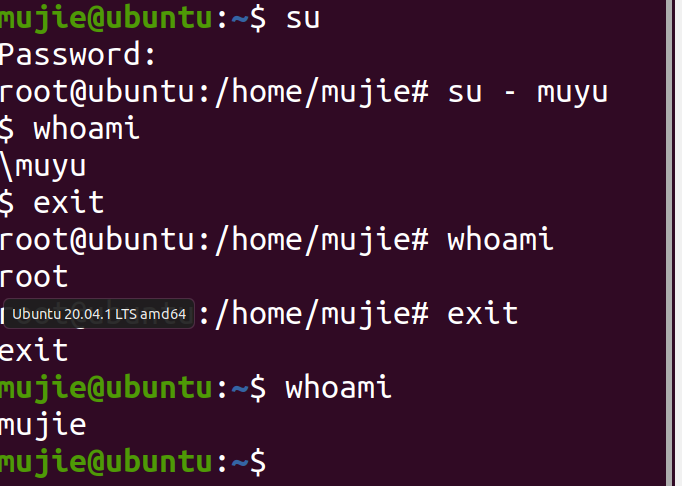 mujie@ubuntu:~$ su
Password:
root@ubuntu:/home/mujie# su - muyu
$ whoami
\muyu
$ exit
root@ubuntu:/home/mujie# whoami
root
Ubuntu 20.04.1 LTS amd64 :/home/mujie# exit
exit
mujie@ubuntu:~$ whoami
mujie
mujie@ubuntu:~$